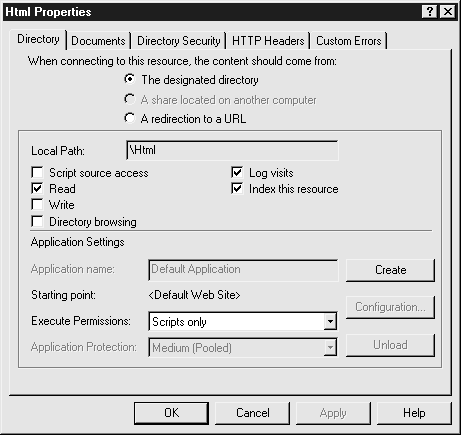 Html Properties
Directory Documents Directory Security HTTP Headers Custom Errors
When connecting to this resource, the content should come from:
The designated directory
A share located on another computer
A redirection to a URL
Local Path: \Html
Script source access Log visits
Read Index this resource
Write
Directory browsing
Application Settings
Application name: Default Application Create
Starting point: <Default Web Site> Configuration...
Execute Permissions: Scripts only
Application Protection: Medium (Pooled) Unload
OK Cancel Apply Help